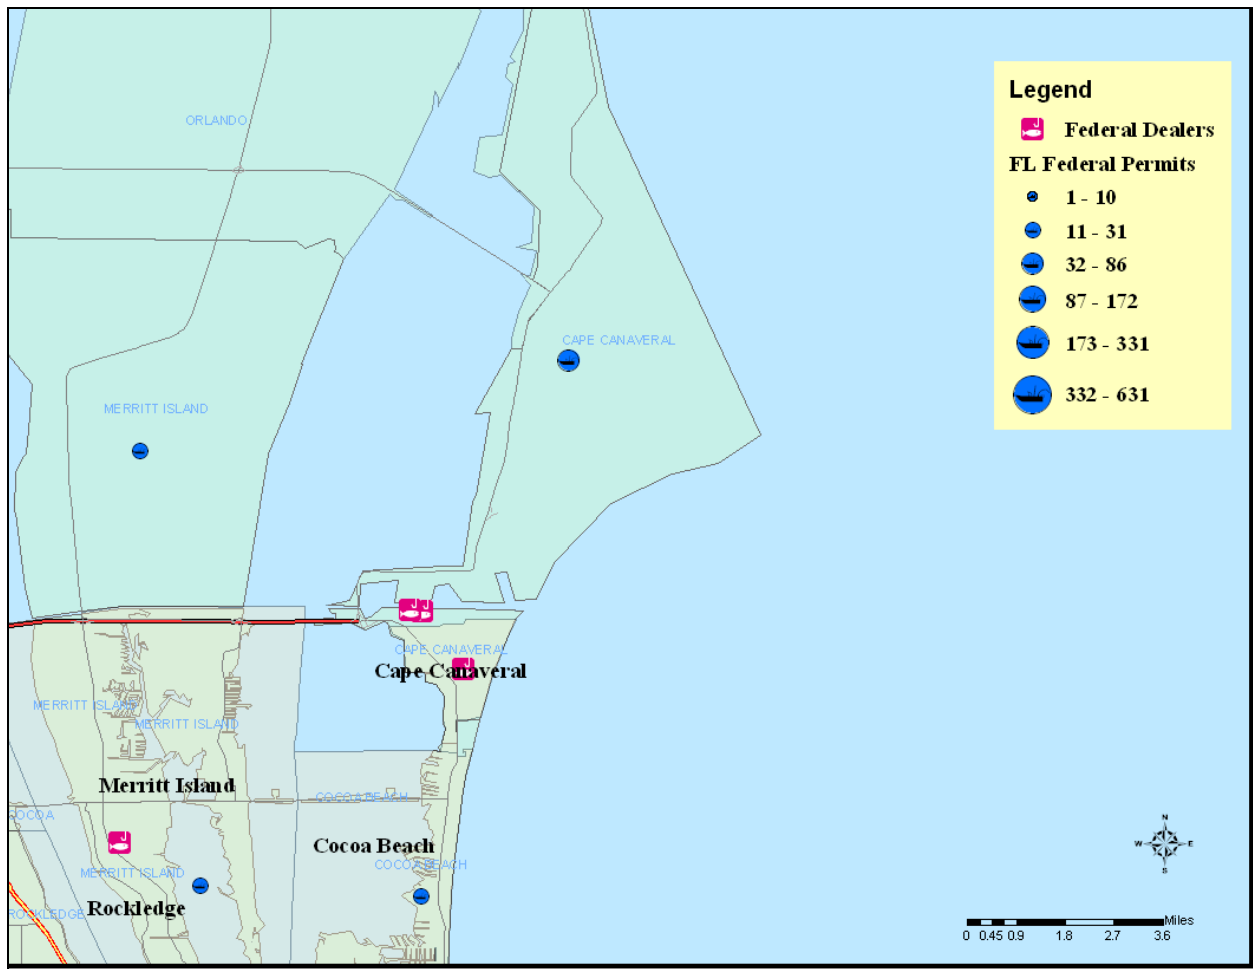 Legend
Federal Dealers
FL Federal Permits
1 - 10
11 - 31
32 - 86
87 - 172
173 - 331
332 - 631
ORLANDO
CAPE CANAVERAL
MERRITT ISLAND
CAPE CANAVERAL
Cape Canaveral
MERRITT ISLAND
MERRITT ISLAND
Merritt Island
COCOA BEACH
COCOA
Cocoa Beach
COCOA BEACH
MERRITT ISLAND
Rockledge
ROCKLEDGE
N
W E
S
Miles
0 0.45 0.9 1.8 2.7 3.6